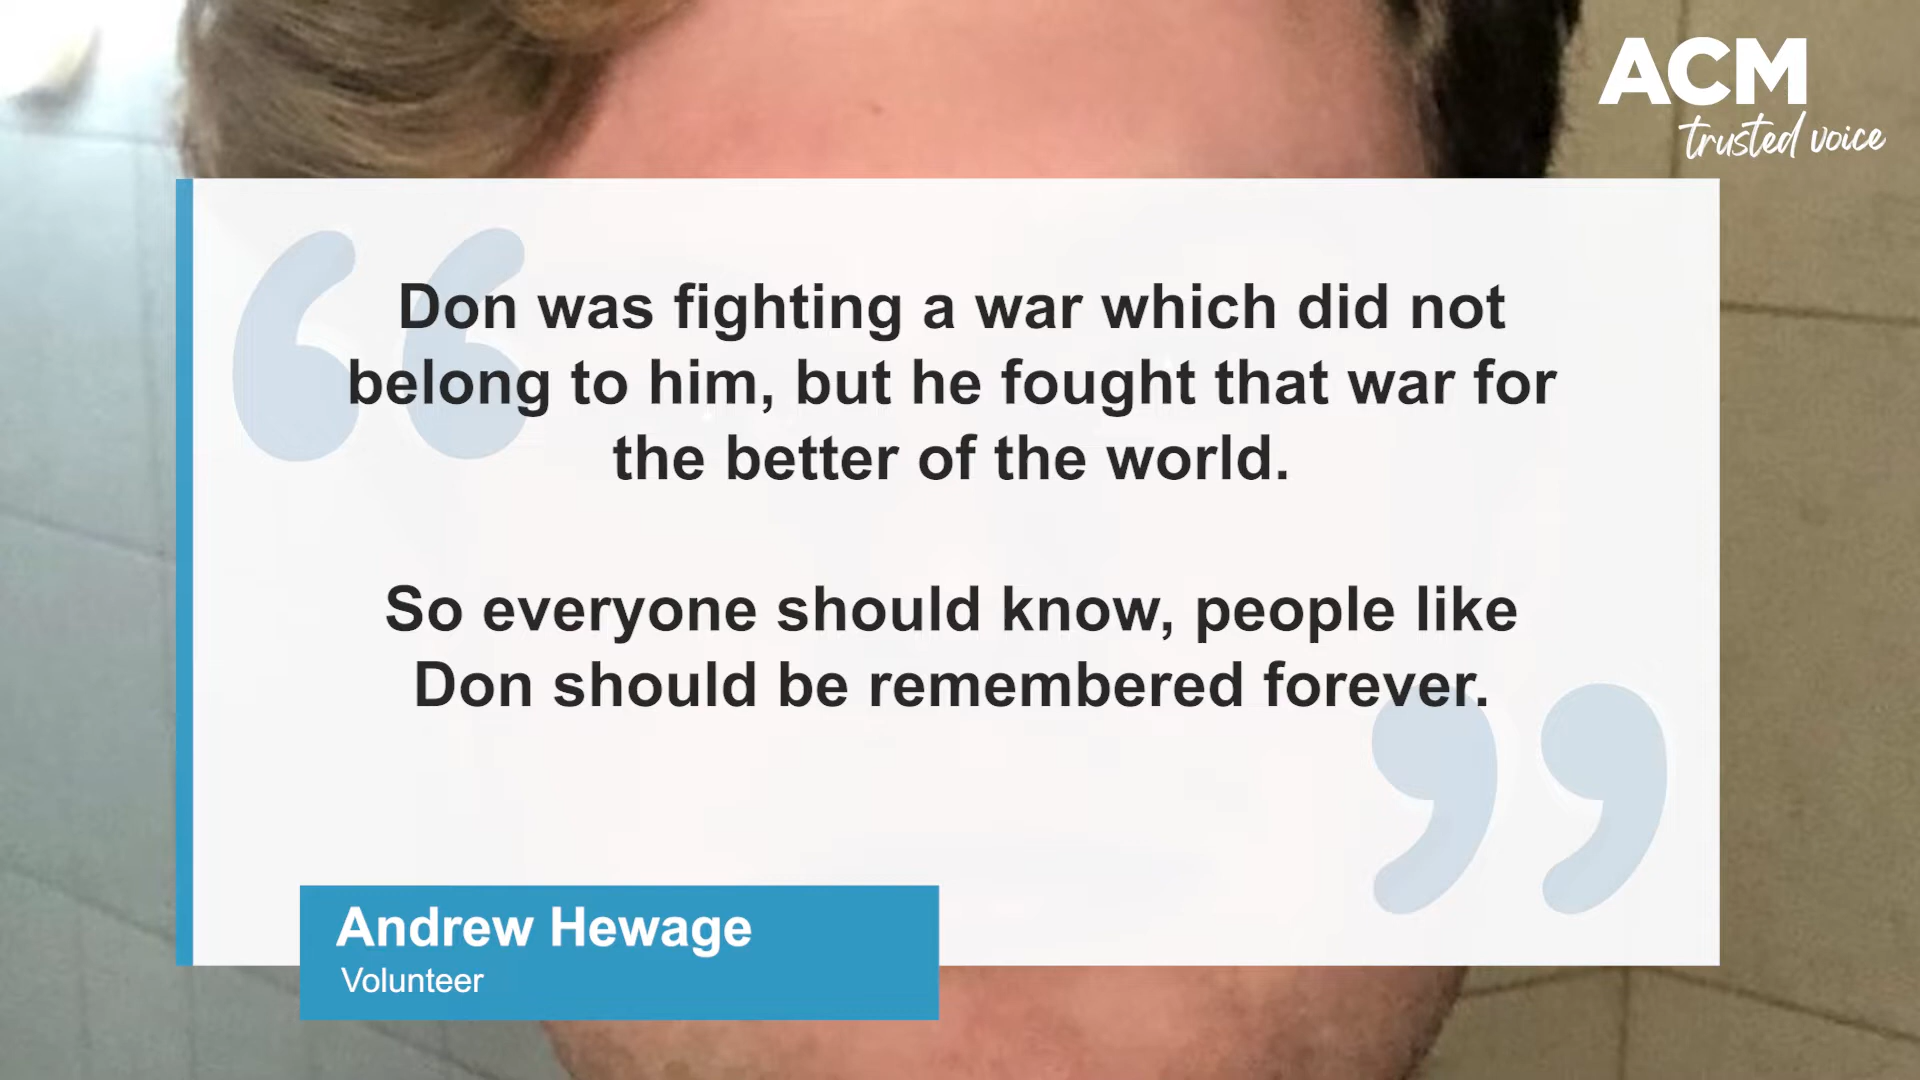 ACM
trusted voice
Don was fighting a war which did not
belong to him, but he fought that war for
the better of the world.
So everyone should know, people like
Don should be remembered forever.
Andrew Hewage
Volunteer